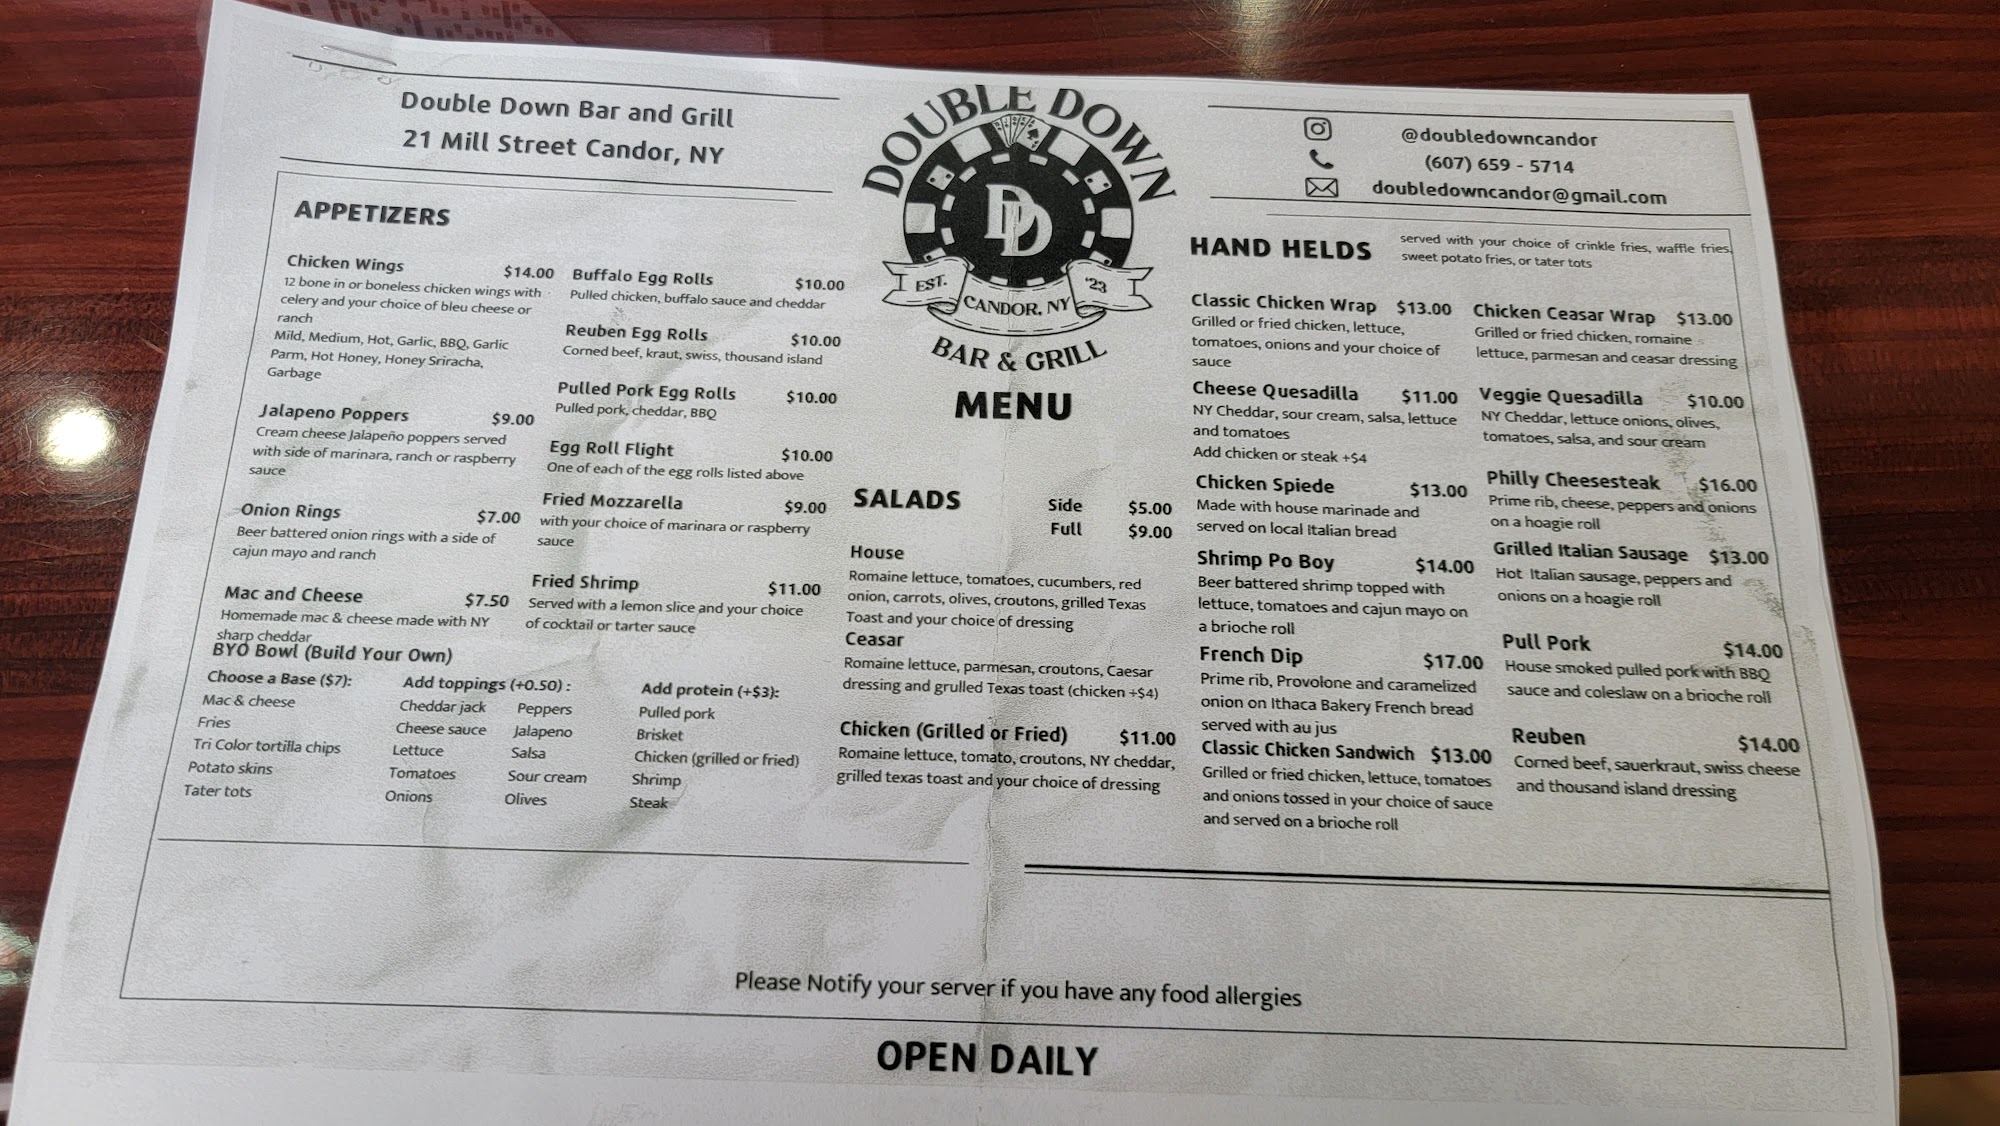 Double Down Bar and Grill
21 Mill Street Candor, NY
DOUBLE DOWN
DD
EST.
CANDOR, NY
'23
BAR & GRILL
MENU
@doubledowncandor
(607) 659 - 5714
doubledowncandor@gmail.com
APPETIZERS
Chicken Wings $14.00
12 bone in or boneless chicken wings with
celery and your choice of bleu cheese or
ranch
Mild, Medium, Hot, Garlic, BBQ, Garlic
Parm, Hot Honey, Honey Sriracha,
Garbage
Jalapeno Poppers $9.00
Cream cheese Jalapeño poppers served
with side of marinara, ranch or raspberry
sauce
Onion Rings $7.00
Beer battered onion rings with a side of
cajun mayo and ranch
Mac and Cheese $7.50
Homemade mac & cheese made with NY
sharp cheddar
Buffalo Egg Rolls $10.00
Pulled chicken, buffalo sauce and cheddar
Reuben Egg Rolls $10.00
Corned beef, kraut, swiss, thousand island
Pulled Pork Egg Rolls $10.00
Pulled pork, cheddar, BBQ
Egg Roll Flight $10.00
One of each of the egg rolls listed above
Fried Mozzarella $9.00
with your choice of marinara or raspberry
sauce
Fried Shrimp $11.00
Served with a lemon slice and your choice
of cocktail or tarter sauce
BYO Bowl (Build Your Own)
Choose a Base ($7):
Mac & cheese
Fries
Tri Color tortilla chips
Potato skins
Tater tots
Add toppings (+0.50) :
Cheddar jack Peppers
Cheese sauce Jalapeno
Lettuce Salsa
Tomatoes Sour cream
Onions Olives
Add protein (+$3):
Pulled pork
Brisket
Chicken (grilled or fried)
Shrimp
Steak
SALADS
Side $5.00
Full $9.00
House
Romaine lettuce, tomatoes, cucumbers, red
onion, carrots, olives, croutons, grilled Texas
Toast and your choice of dressing
Ceasar
Romaine lettuce, parmesan, croutons, Caesar
dressing and grulled Texas toast (chicken +$4)
Chicken (Grilled or Fried) $11.00
Romaine lettuce, tomato, croutons, NY cheddar,
grilled texas toast and your choice of dressing
HAND HELDS
served with your choice of crinkle fries, waffle fries,
sweet potato fries, or tater tots
Classic Chicken Wrap $13.00
Grilled or fried chicken, lettuce,
tomatoes, onions and your choice of
sauce
Cheese Quesadilla $11.00
NY Cheddar, sour cream, salsa, lettuce
and tomatoes
Add chicken or steak +$4
Chicken Spiede $13.00
Made with house marinade and
served on local Italian bread
Shrimp Po Boy $14.00
Beer battered shrimp topped with
lettuce, tomatoes and cajun mayo on
a brioche roll
French Dip $17.00
Prime rib, Provolone and caramelized
onion on Ithaca Bakery French bread
served with au jus
Classic Chicken Sandwich $13.00
Grilled or fried chicken, lettuce, tomatoes
and onions tossed in your choice of sauce
and served on a brioche roll
Chicken Ceasar Wrap $13.00
Grilled or fried chicken, romaine
lettuce, parmesan and ceasar dressing
Veggie Quesadilla $10.00
NY Cheddar, lettuce onions, olives,
tomatoes, salsa, and sour cream
Philly Cheesesteak $16.00
Prime rib, cheese, peppers and onions
on a hoagie roll
Grilled Italian Sausage $13.00
Hot Italian sausage, peppers and
onions on a hoagie roll
Pull Pork $14.00
House smoked pulled pork with BBQ
sauce and coleslaw on a brioche roll
Reuben $14.00
Corned beef, sauerkraut, swiss cheese
and thousand island dressing
Please Notify your server if you have any food allergies
OPEN DAILY